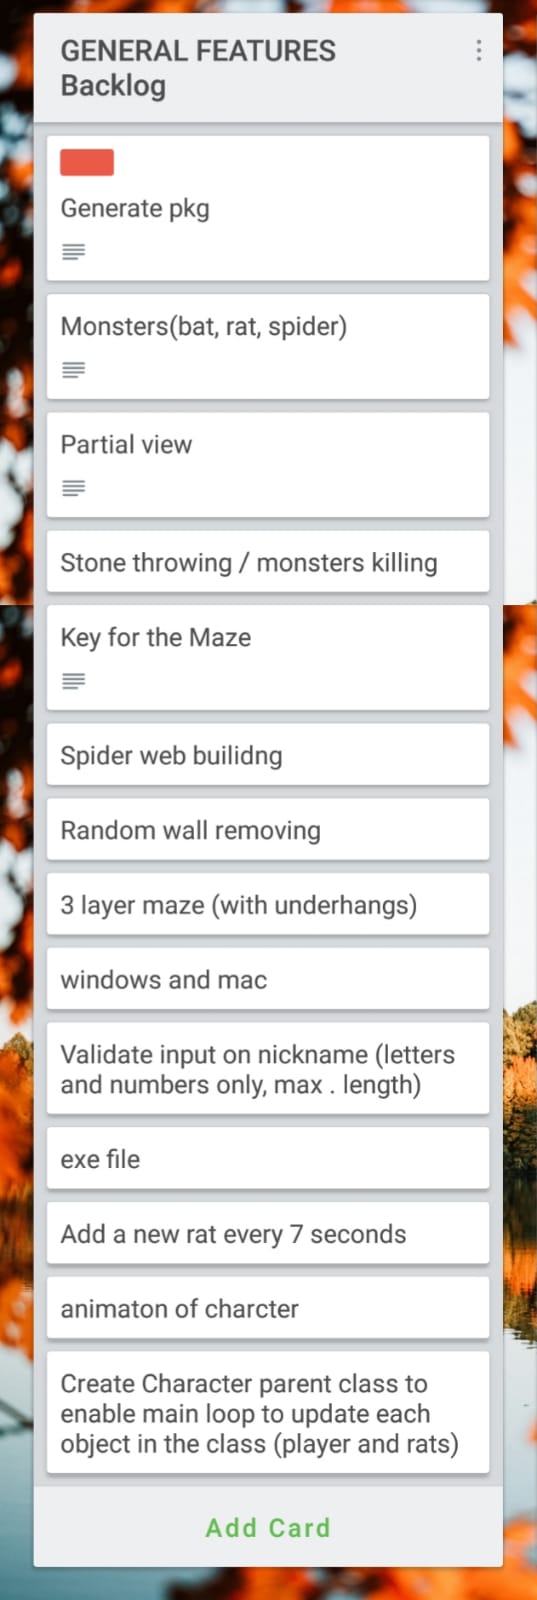 GENERAL FEATURES
Backlog
Generate pkg
Monsters(bat, rat, spider)
Partial view
Stone throwing / monsters killing
Key for the Maze
Spider web builidng
Random wall removing
3 layer maze (with underhangs)
windows and mac
Validate input on nickname (letters
and numbers only, max . length)
exe file
Add a new rat every 7 seconds
animaton of charcter
Create Character parent class to
enable main loop to update each
object in the class (player and rats)
Add Card